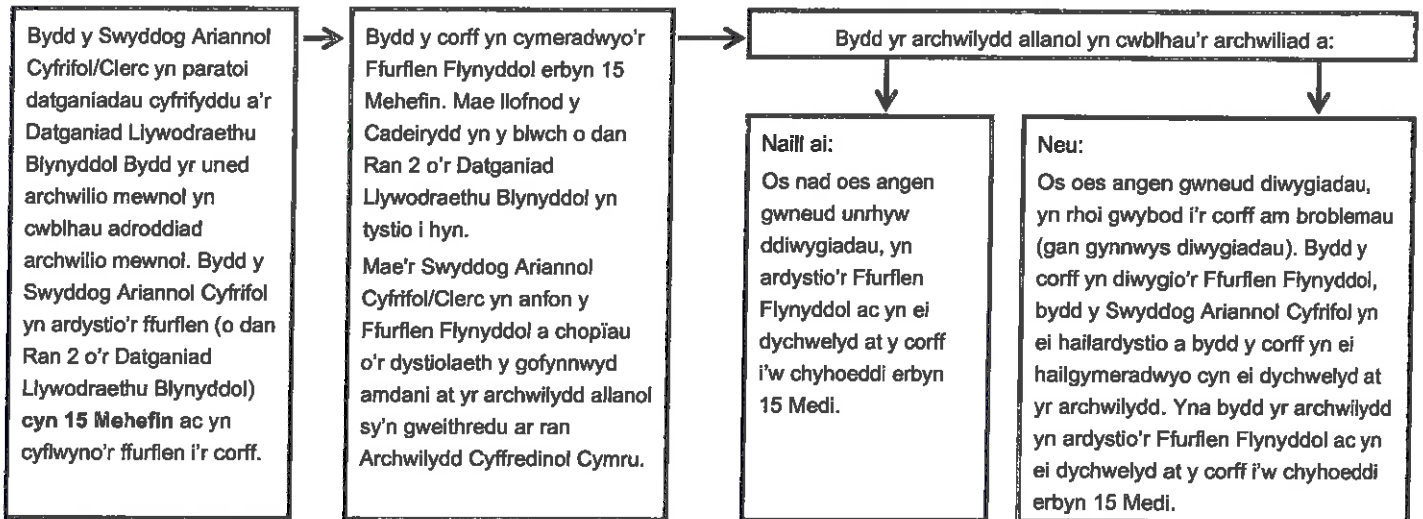 Bydd y Swyddog Ariannol
Cyfrifol/Clerc yn paratoi
datganiadau cyfrifyddu a'r
Datganiad Llywodraethu
Blynyddol Bydd yr uned
archwilio mewnol yn
cwblhau adroddiad
archwilio mewnol. Bydd y
Swyddog Ariannol Cyfrifol
yn ardystio'r ffurflen (o dan
Ran 2 o'r Datganiad
Llywodraethu Blynyddol)
cyn 15 Mehefin ac yn
cyflwyno'r ffurflen i'r corff.
Bydd y corff yn cymeradwyo'r
Ffurflen Flynyddol erbyn 15
Mehefin. Mae llofnod y
Cadeirydd yn y blwch o dan
Ran 2 o'r Datganiad
Llywodraethu Blynyddol yn
tystio i hyn.
Mae'r Swyddog Ariannol
Cyfrifol/Clerc yn anfon y
Ffurflen Flynyddol a chopïau
o'r dystiolaeth y gofynnwyd
amdani at yr archwilydd allanol
sy'n gweithredu ar ran
Archwilydd Cyffredinol Cymru.
Bydd yr archwilydd allanol yn cwblhau'r archwiliad a:
Naill ai:
Os nad oes angen
gwneud unrhyw
ddiwygiadau, yn
ardystio'r Ffurflen
Flynyddol ac yn ei
dychwelyd at y corff
i'w chyhoeddi erbyn
15 Medi.
Neu:
Os oes angen gwneud diwygiadau,
yn rhoi gwybod i'r corff am broblemau
(gan gynnwys diwygiadau). Bydd y
corff yn diwygio'r Ffurflen Flynyddol,
bydd y Swyddog Ariannol Cyfrifol yn
ei hailardystio a bydd y corff yn ei
hailgymeradwyo cyn ei dychwelyd at
yr archwilydd. Yna bydd yr archwilydd
yn ardystio'r Ffurflen Flynyddol ac yn
ei dychwelyd at y corff i'w chyhoeddi
erbyn 15 Medi.